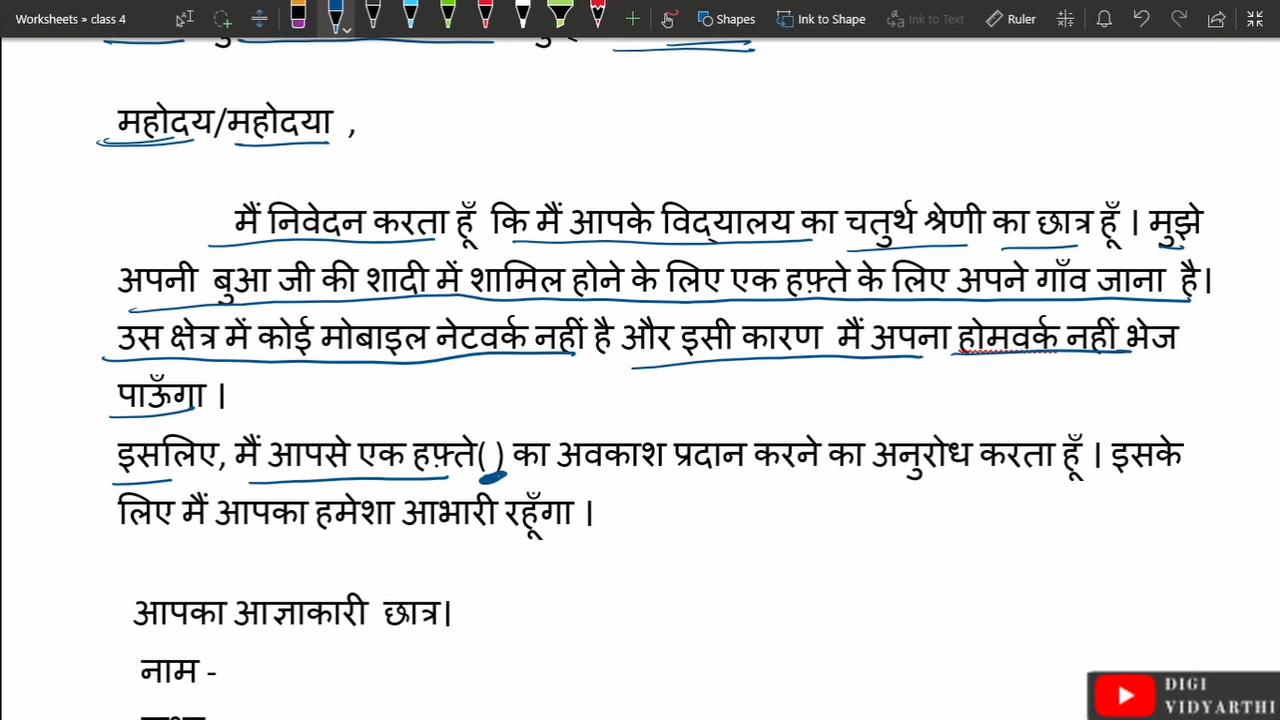 Worksheets » class 4
Shapes
Ink to Shape
Ink to Text
Ruler
महोदय/महोदया ,
मैं निवेदन करता हूँ कि मैं आपके विद्यालय का चतुर्थ श्रेणी का छात्र हूँ । मुझे
अपनी बुआ जी की शादी में शामिल होने के लिए एक हफ़्ते के लिए अपने गाँव जाना है।
उस क्षेत्र में कोई मोबाइल नेटवर्क नहीं है और इसी कारण मैं अपना होमवर्क नहीं भेज
पाऊँगा ।
इसलिए, मैं आपसे एक हफ़्ते( ) का अवकाश प्रदान करने का अनुरोध करता हूँ । इसके
लिए मैं आपका हमेशा आभारी रहूँगा ।
आपका आज्ञाकारी छात्र।
नाम -
DIGI
VIDYARTHI